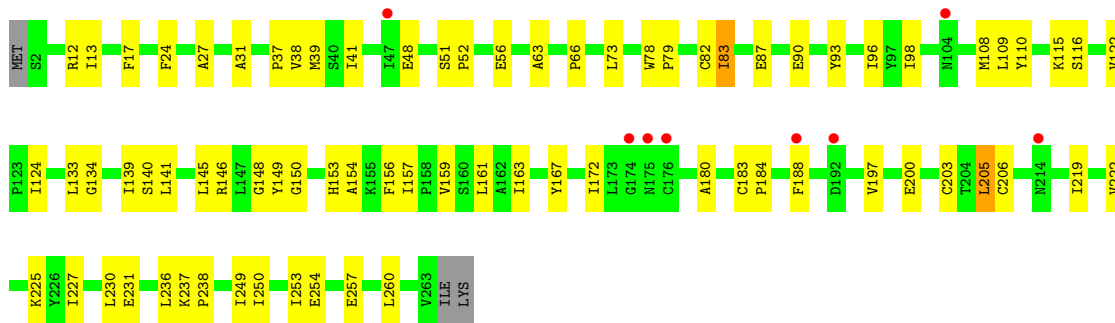 MET S2 R12 I13 F17 F24 A27 A31 P37 V38 M39 S40 I41 I47 E48 S51 P52 E56 A63 P66 L73 W78 P79 C82 I83 E87 E90 Y93 I96 Y97 I98 N104 M108 L109 Y110 K115 S116
P123 I124 L133 G134 I139 S140 L141 L145 R146 L147 G148 Y149 G150 H153 A154 K155 F156 I157 P158 V159 S160 L161 A162 I163 Y167 I172 L173 G174 N175 C176 A180 C183 P184 F188 D192 V197 E200 C203 T204 L205 C206 N214 I219
K225 Y226 I227 L230 E231 L236 K237 P238 I249 I250 I253 E254 E257 L260 V263 ILE LYS